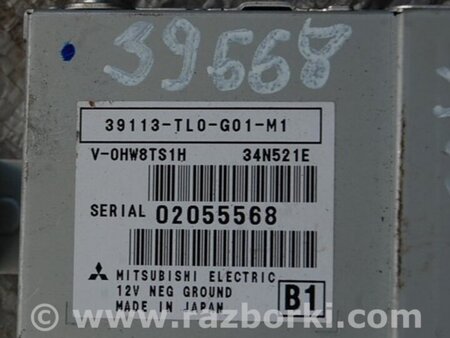 39668
39113-TL0-G01-M1
V-0HW8TS1H 34N521E
SERIAL 02055568
MITSUBISHI ELECTRIC
12V NEG GROUND
MADE IN JAPAN
B1
© www.razborki.com